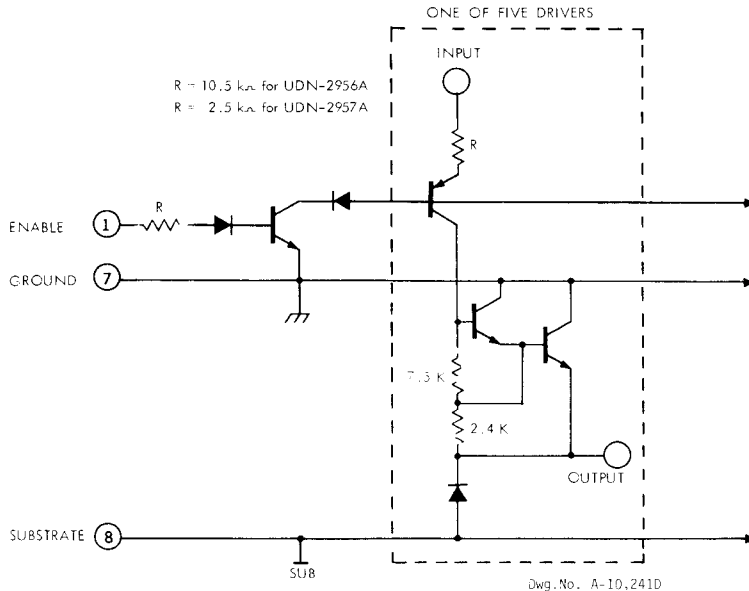 ONE OF FIVE DRIVERS
INPUT
R = 10.5 kΩ for UDN-2956A
R = 2.5 kΩ for UDN-2957A
R
R
ENABLE 1
GROUND 7
7.5 K
2.4 K
OUTPUT
SUBSTRATE 8
SUB
Dwg.No. A-10,241D